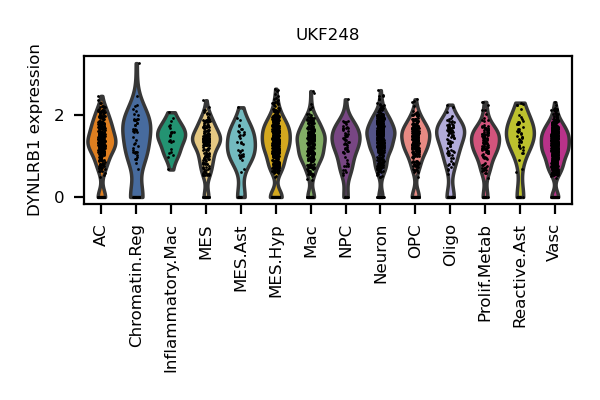 UKF248
DYNLRB1 expression
2
0
AC
Chromatin.Reg
Inflammatory.Mac
MES
MES.Ast
MES.Hyp
Mac
NPC
Neuron
OPC
Oligo
Prolif.Metab
Reactive.Ast
Vasc